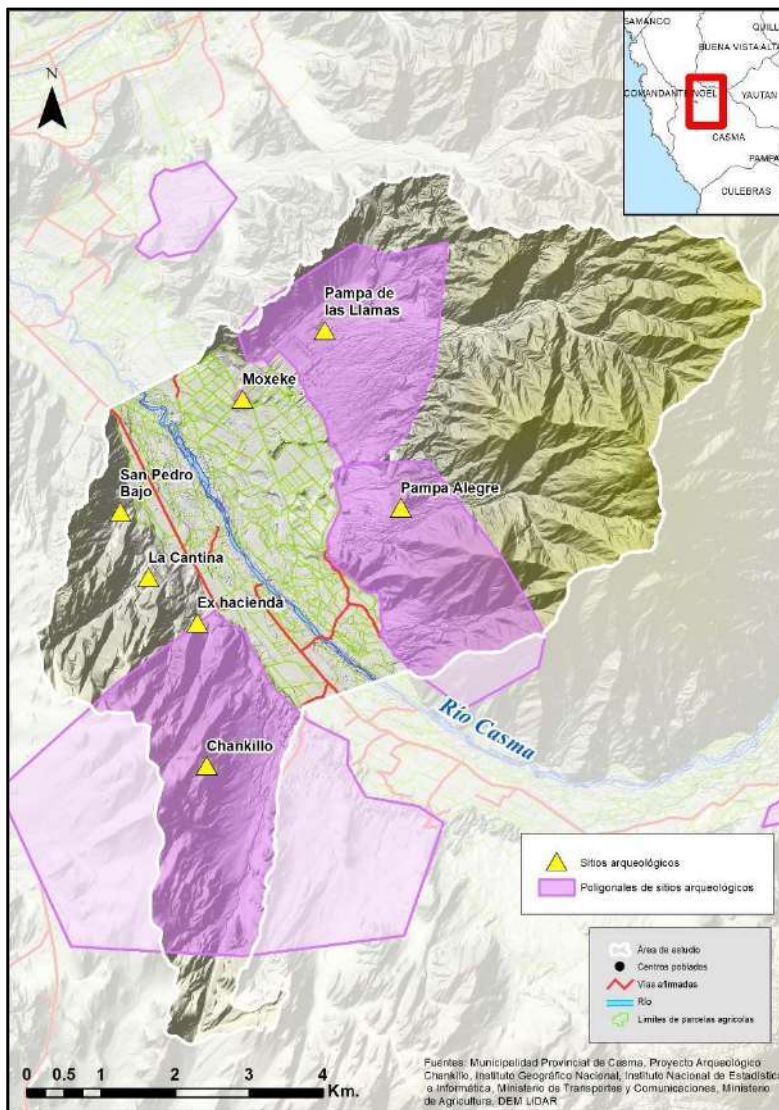 SAMANCO
QUILL
BUENA VISTA ALTA
COMANDANTE NOEL
YAUTAN
CASMA
PAMPA
CULEBRAS
N
Pampa de
las Llamas
Moxeke
San Pedro
Bajo
Pampa Alegre
La Cantina
Ex hacienda
Río Casma
Chankillo
Sitios arqueológicos
Poligonales de sitios arqueológicos
Área de estudio
Centros poblados
Vías afirmadas
Río
Límites de parcelas agrícolas
0 0.5 1 2 3 4
Km.
Fuentes: Municipalidad Provincial de Casma, Proyecto Arqueológico
Chankillo, Instituto Geográfico Nacional, Instituto Nacional de Estadística
e Informática, Ministerio de Transportes y Comunicaciones, Ministerio
de Agricultura, DEM LiDAR